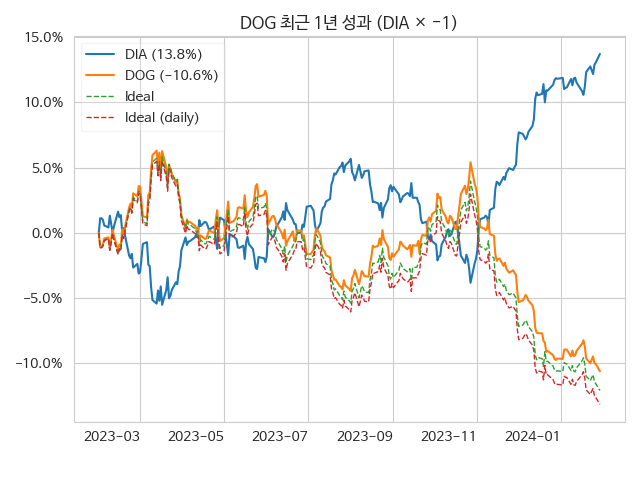 DOG 최근 1년 성과 (DIA × −1)
15.0%
10.0%
5.0%
0.0%
−5.0%
−10.0%
DIA (13.8%)
DOG (−10.6%)
Ideal
Ideal (daily)
2023−03 2023−05 2023−07 2023−09 2023−11 2024−01